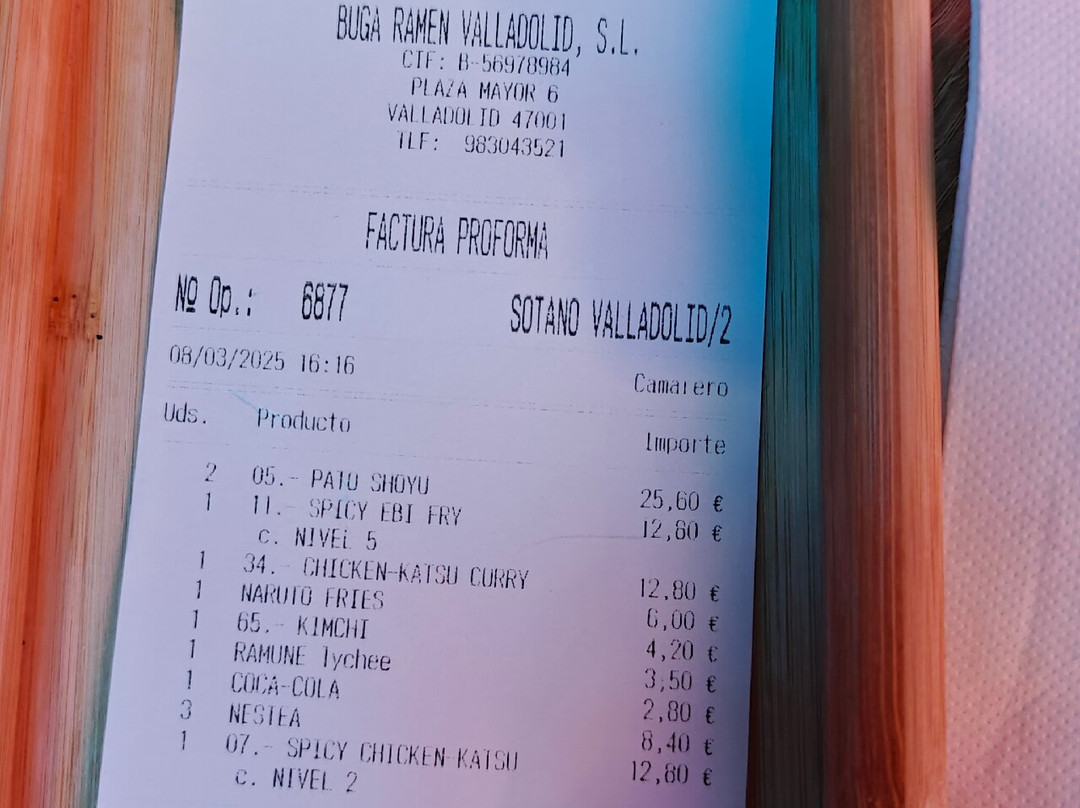 BUGA RAMEN VALLADOLID, S.L.
CIF: B-56978984
PLAZA MAYOR 6
VALLADOLID 47001
TLF: 983043521
FACTURA PROFORMA
Nº Op.: 6877 SOTANO VALLADOLID/2
08/03/2025 16:16 Camarero
Uds. Producto Importe
2 05.- PATO SHOYU 25,60 €
1 11.- SPICY EBI FRY 12,80 €
c. NIVEL 5
1 34.- CHICKEN-KATSU CURRY 12,80 €
1 NARUTO FRIES 6,00 €
1 65.- KIMCHI 4,20 €
1 RAMUNE lychee 3,50 €
1 COCA-COLA 2,80 €
3 NESTEA 8,40 €
1 07.- SPICY CHICKEN-KATSU 12,80 €
c. NIVEL 2